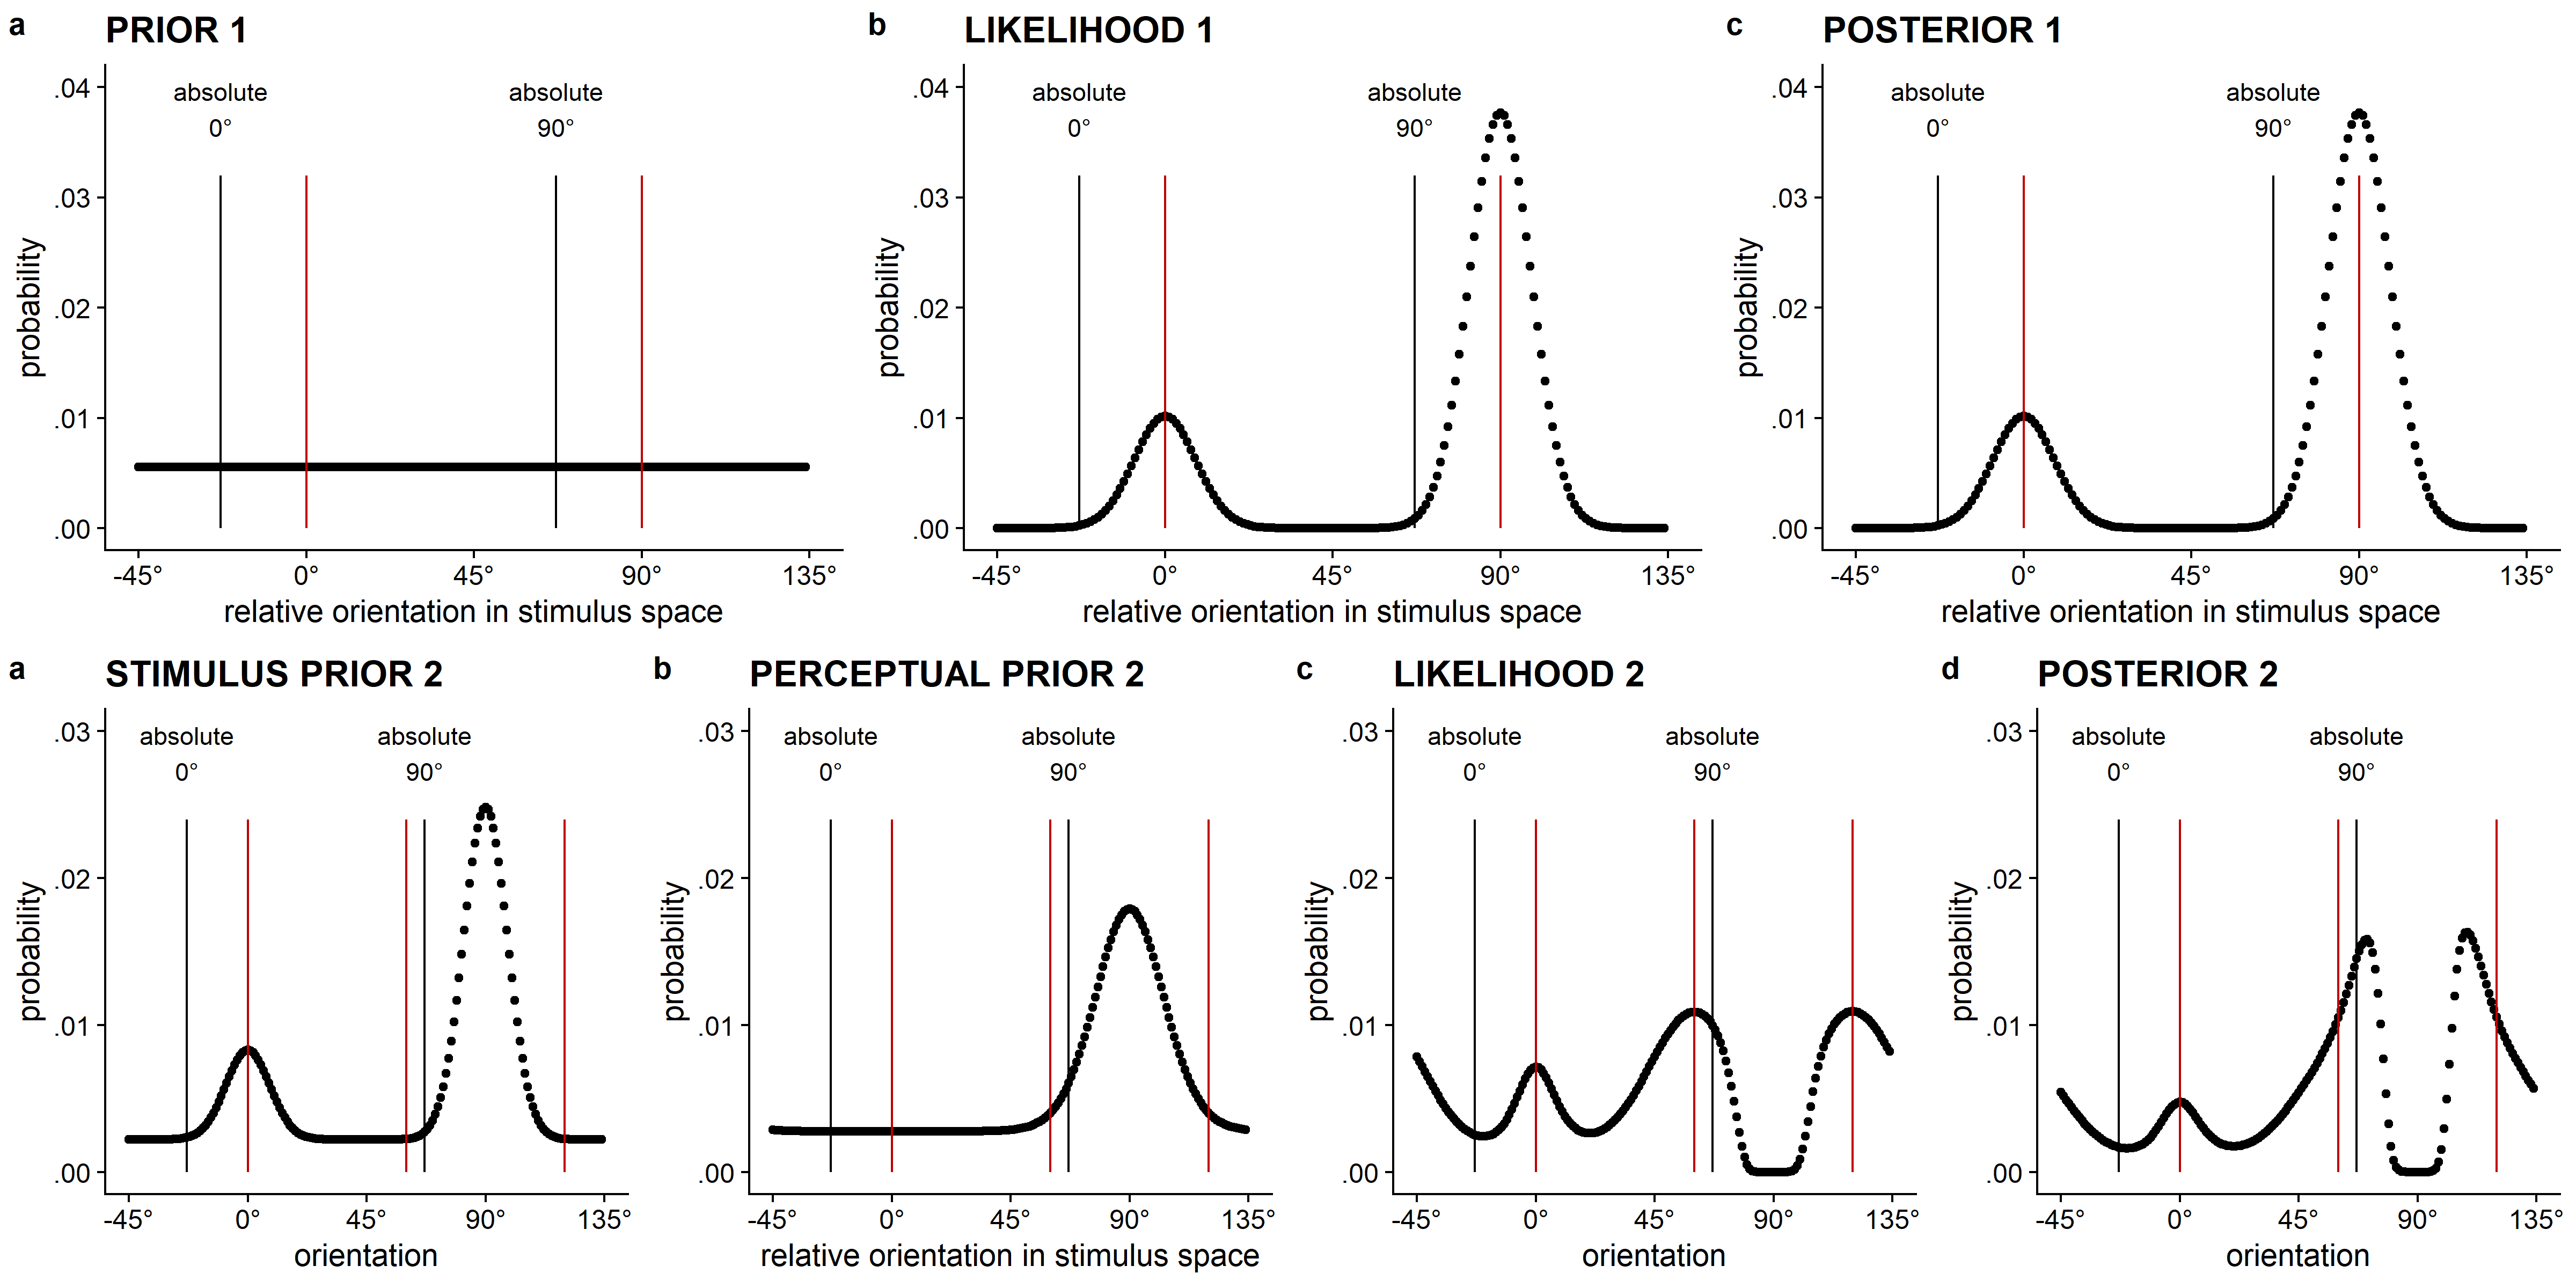 a PRIOR 1
.04
.03
.02
.01
.00
absolute
0°
absolute
90°
probability
-45° 0° 45° 90° 135°
relative orientation in stimulus space
b LIKELIHOOD 1
.04
.03
.02
.01
.00
absolute
0°
absolute
90°
probability
-45° 0° 45° 90° 135°
relative orientation in stimulus space
c POSTERIOR 1
.04
.03
.02
.01
.00
absolute
0°
absolute
90°
probability
-45° 0° 45° 90° 135°
relative orientation in stimulus space
a STIMULUS PRIOR 2
.03
.02
.01
.00
absolute
0°
absolute
90°
probability
-45° 0° 45° 90° 135°
orientation
b PERCEPTUAL PRIOR 2
.03
.02
.01
.00
absolute
0°
absolute
90°
probability
-45° 0° 45° 90° 135°
relative orientation in stimulus space
c LIKELIHOOD 2
.03
.02
.01
.00
absolute
0°
absolute
90°
probability
-45° 0° 45° 90° 135°
orientation
d POSTERIOR 2
.03
.02
.01
.00
absolute
0°
absolute
90°
probability
-45° 0° 45° 90° 135°
orientation